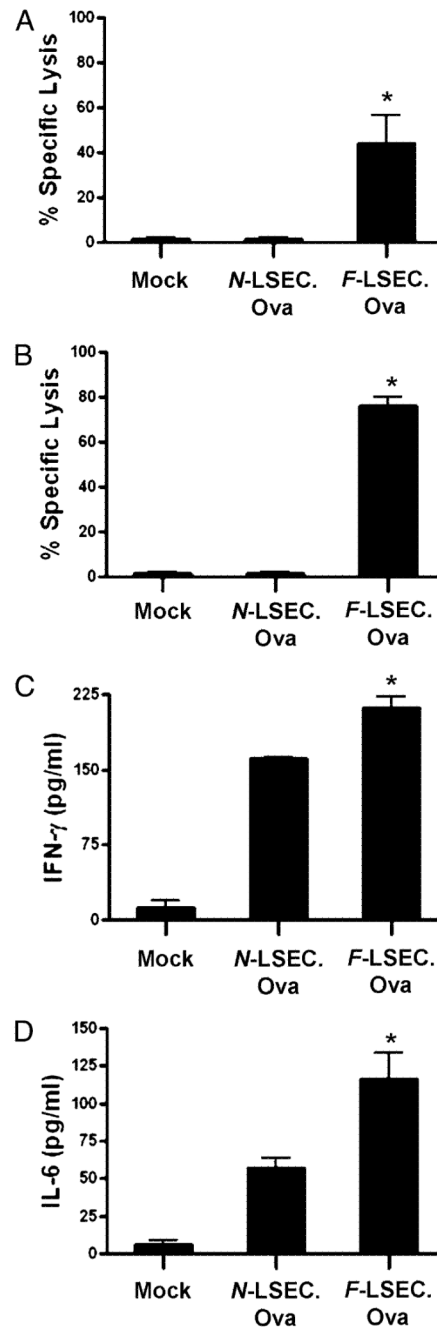 A
% Specific Lysis
100
80
60
40
20
0
*
Mock
N-LSEC.
Ova
F-LSEC.
Ova
B
% Specific Lysis
100
80
60
40
20
0
*
Mock
N-LSEC.
Ova
F-LSEC.
Ova
C
IFN-γ (pg/ml)
225
150
75
0
*
Mock
N-LSEC.
Ova
F-LSEC.
Ova
D
IL-6 (pg/ml)
150
125
100
75
50
25
0
*
Mock
N-LSEC.
Ova
F-LSEC.
Ova